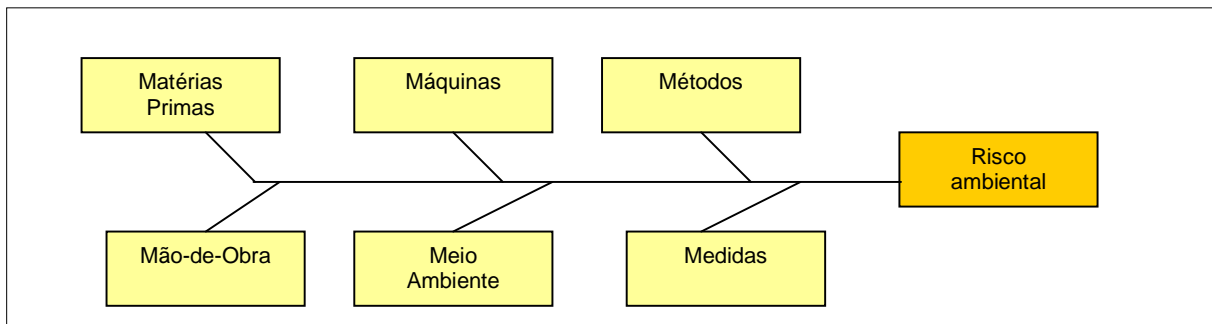 Matérias
Primas
Máquinas
Métodos
Risco
ambiental
Mão-de-Obra
Meio
Ambiente
Medidas